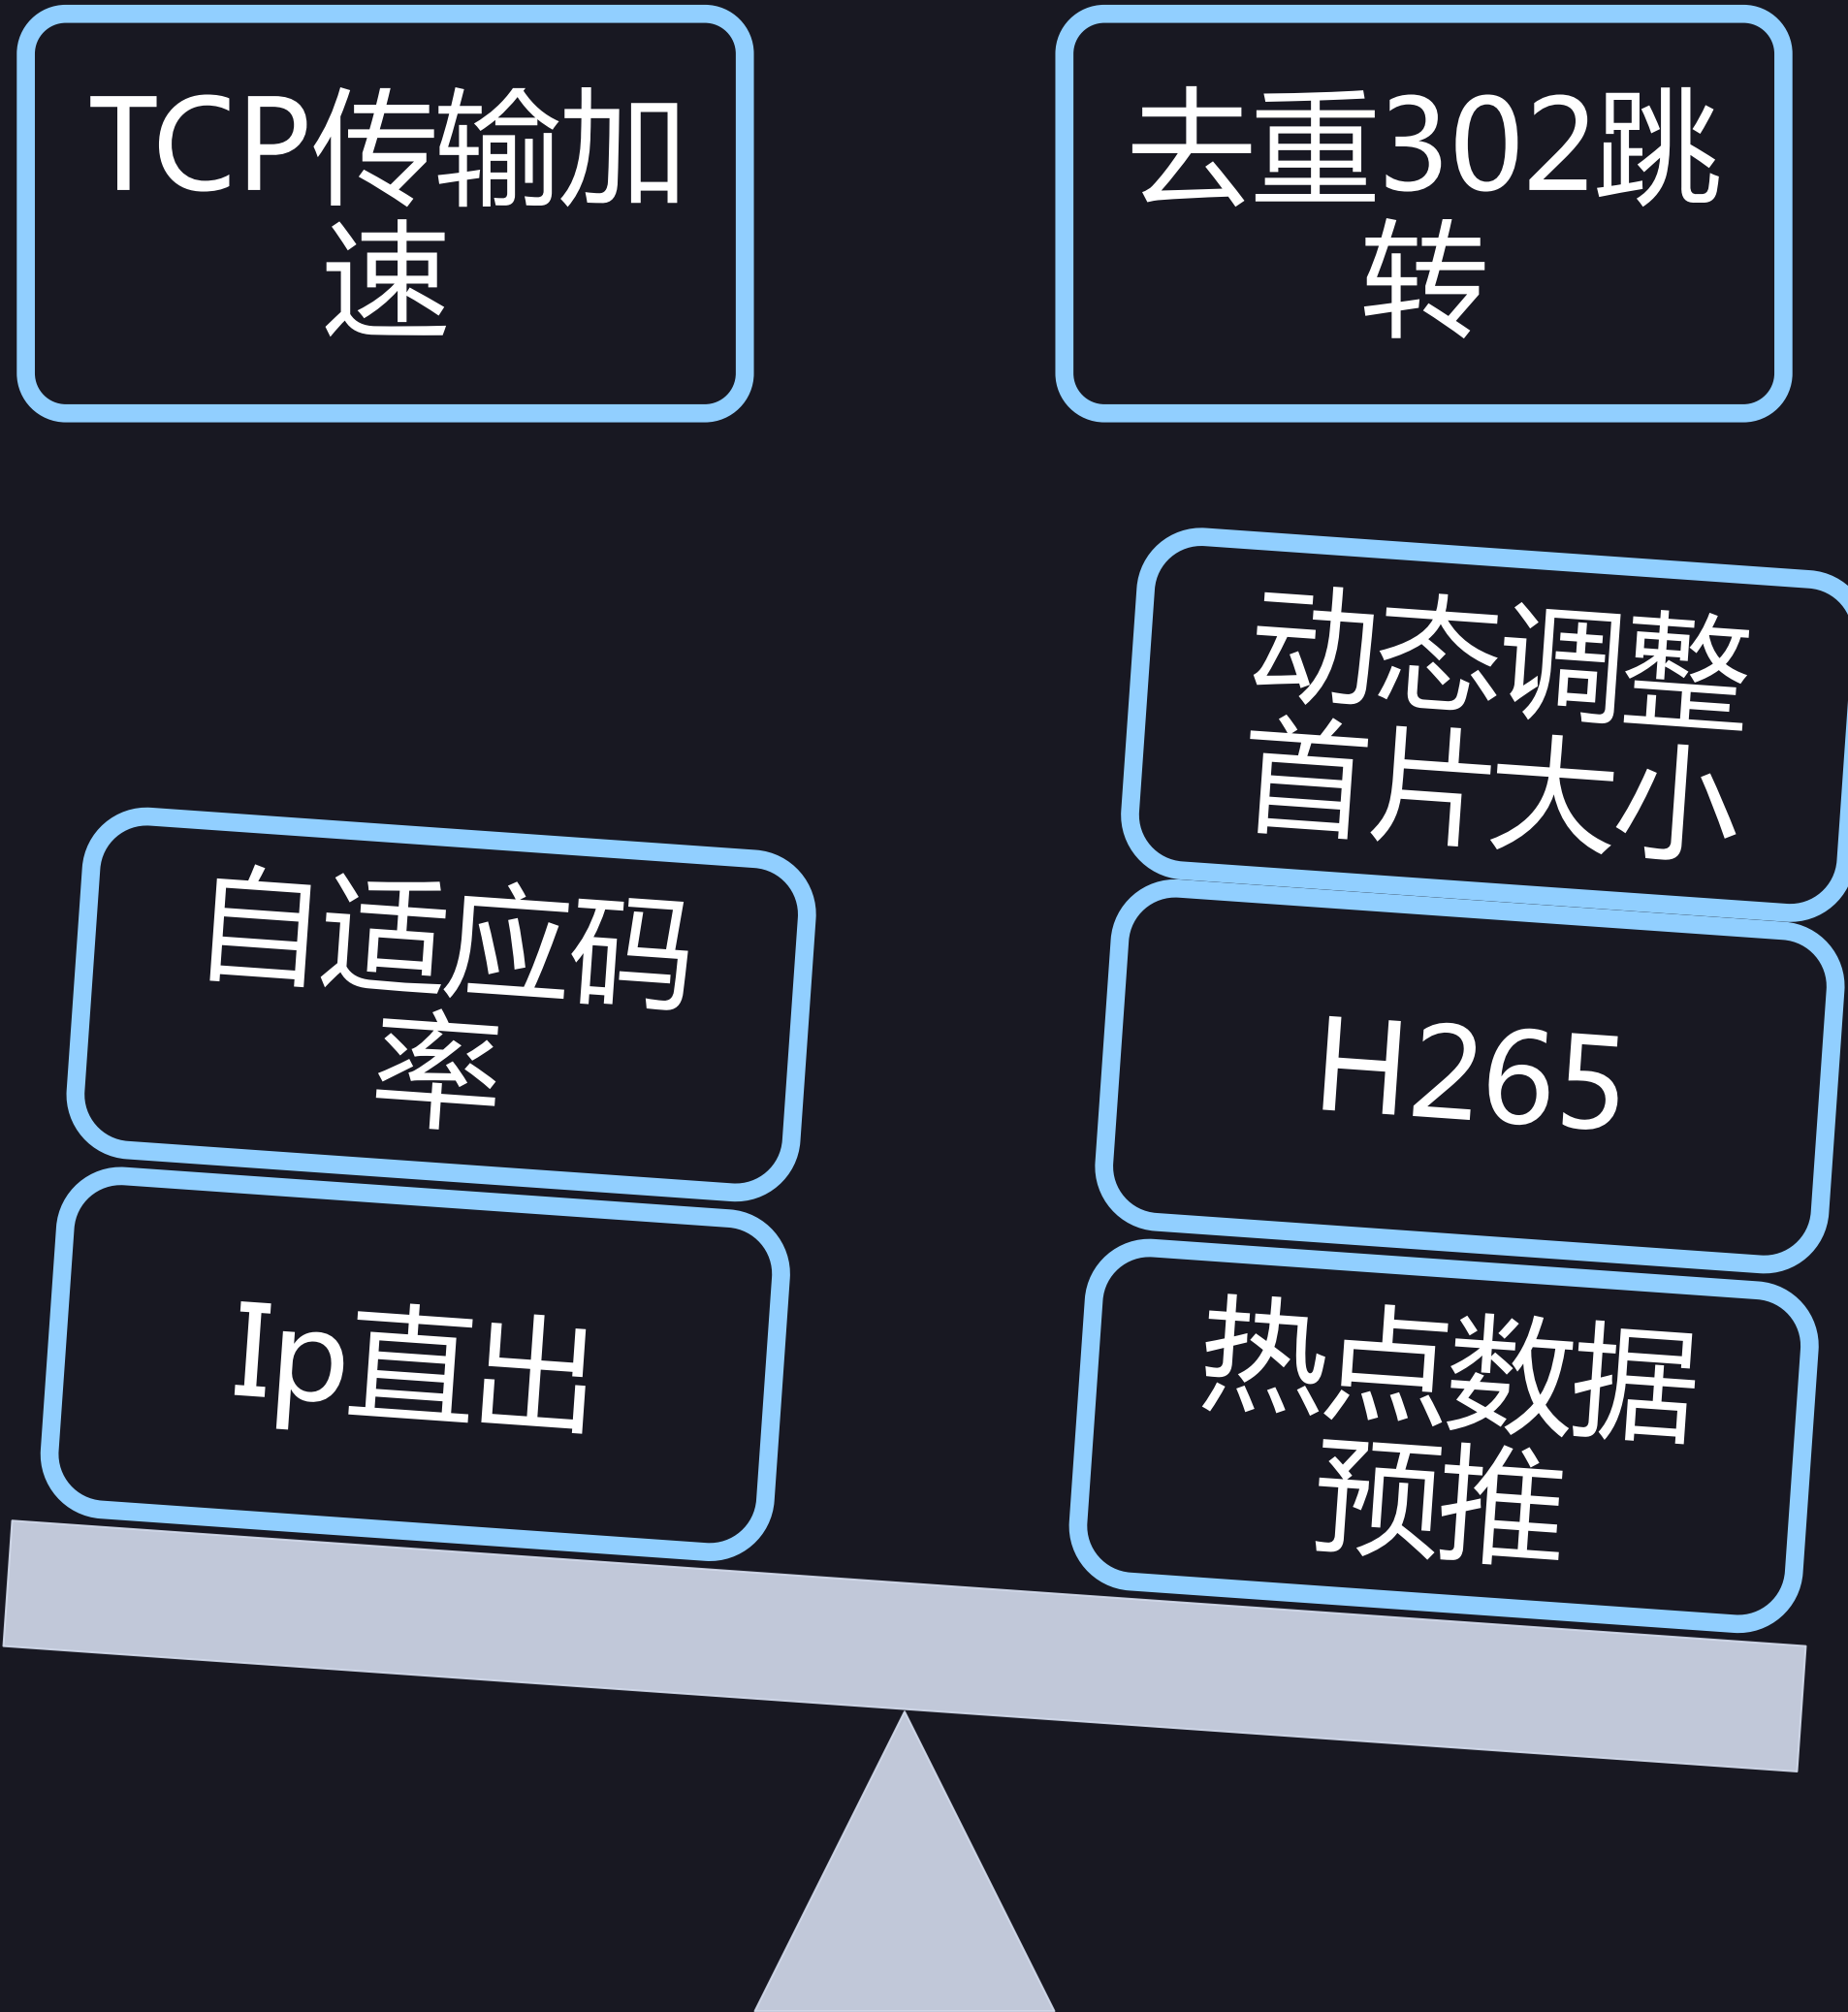 TCP传输加
速
去重302跳
转
动态调整
首片大小
自适应码
率
H265
Ip直出
热点数据
预推